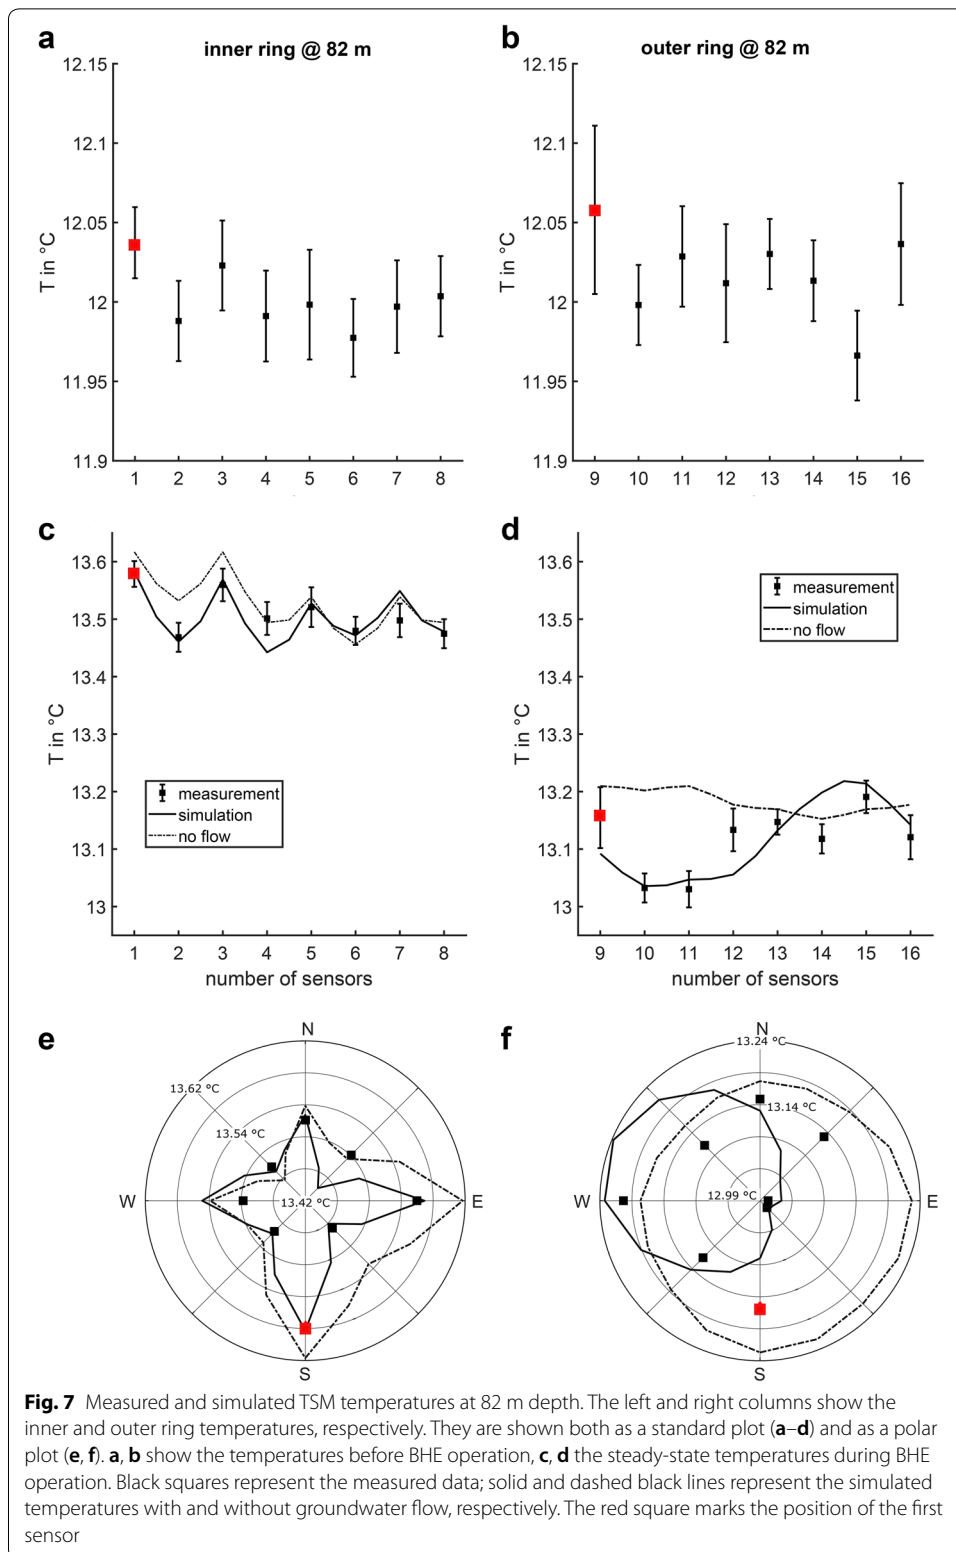 a
inner ring @ 82 m
12.15
12.1
12.05
12
11.95
11.9
T in °C
1 2 3 4 5 6 7 8
b
outer ring @ 82 m
12.15
12.1
12.05
12
11.95
11.9
T in °C
9 10 11 12 13 14 15 16
c
13.6
13.5
13.4
13.3
13.2
13.1
13
T in °C
measurement
simulation
no flow
1 2 3 4 5 6 7 8
number of sensors
d
13.6
13.5
13.4
13.3
13.2
13.1
13
T in °C
measurement
simulation
no flow
9 10 11 12 13 14 15 16
number of sensors
e
N
13.62 °C
13.54 °C
W
13.42 °C
E
S
f
N
13.24 °C
13.14 °C
W
12.99 °C
E
S
Fig. 7 Measured and simulated TSM temperatures at 82 m depth. The left and right columns show the
inner and outer ring temperatures, respectively. They are shown both as a standard plot (a–d) and as a polar
plot (e, f). a, b show the temperatures before BHE operation, c, d the steady-state temperatures during BHE
operation. Black squares represent the measured data; solid and dashed black lines represent the simulated
temperatures with and without groundwater flow, respectively. The red square marks the position of the first
sensor